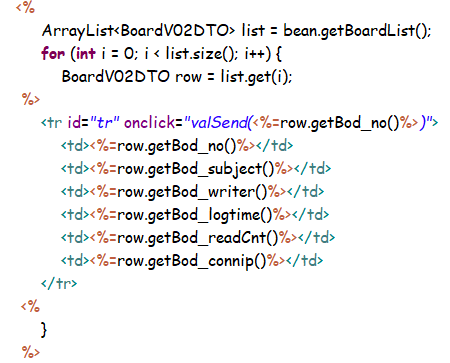 <%
ArrayList<BoardV02DTO> list = bean.getBoardList();
for (int i = 0; i < list.size(); i++) {
BoardV02DTO row = list.get(i);
%>
<tr id="tr" onclick="valSend(<%=row.getBod_no()%>)">
<td><%=row.getBod_no()%></td>
<td><%=row.getBod_subject()%></td>
<td><%=row.getBod_writer()%></td>
<td><%=row.getBod_logtime()%></td>
<td><%=row.getBod_readCnt()%></td>
<td><%=row.getBod_connip()%></td>
</tr>
<%
}
%>